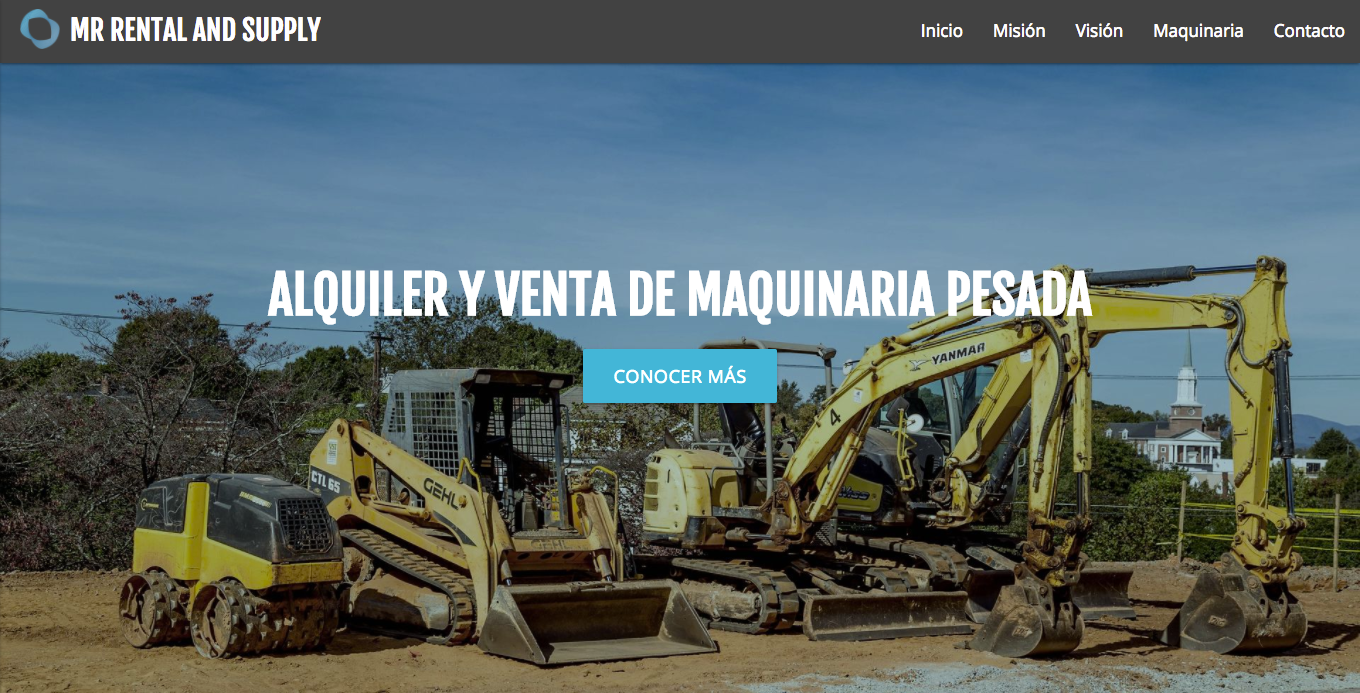 MR RENTAL AND SUPPLY
Inicio Misión Visión Maquinaria Contacto
ALQUILER Y VENTA DE MAQUINARIA PESADA
CONOCER MÁS
YANMAR
4
CTL 65
GEHL
GEHL